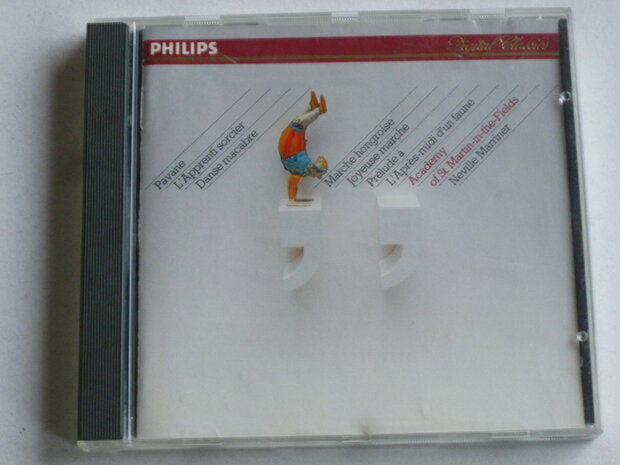 PHILIPS
Digital Classics
Pavane
L'Apprenti sorcier
Danse macabre
Marche hongroise
Joyeuse marche
Prélude à
L'Après-midi d'un faune
Academy
of St. Martin-in-the-Fields
Neville Marriner